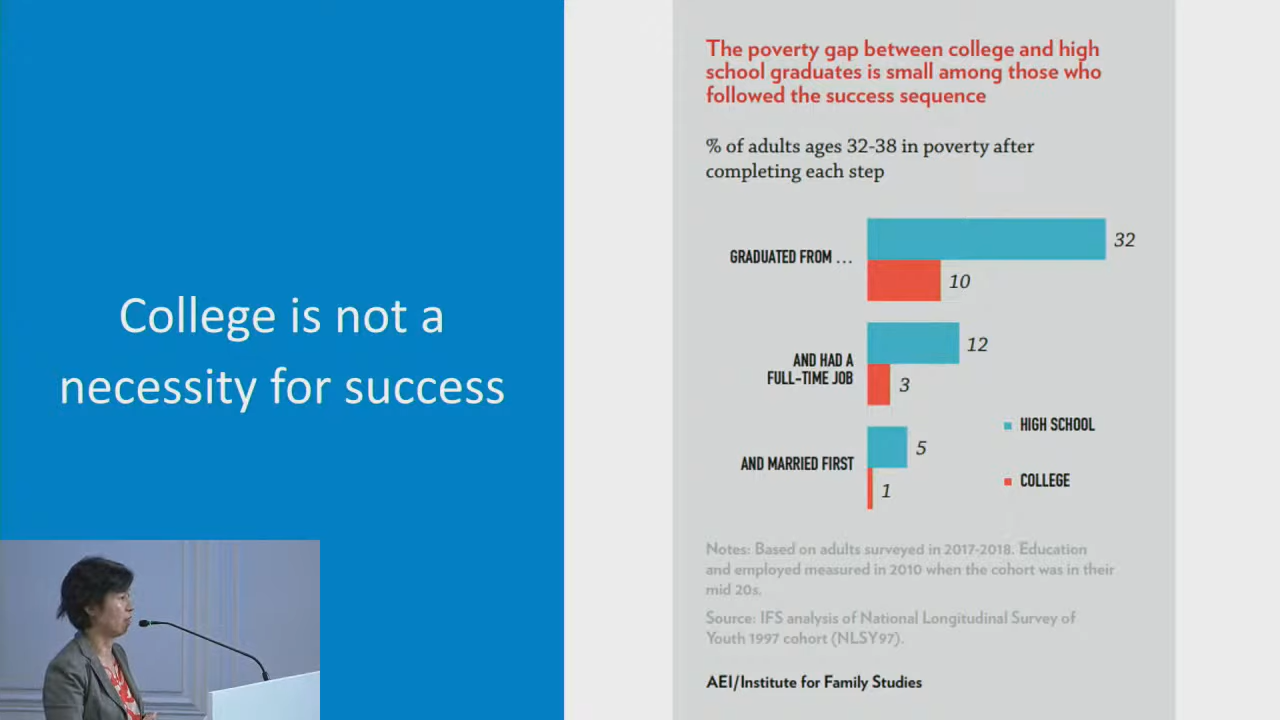 College is not a
necessity for success
The poverty gap between college and high
school graduates is small among those who
followed the success sequence
% of adults ages 32-38 in poverty after
completing each step
GRADUATED FROM ...
32
10
AND HAD A
FULL-TIME JOB
12
3
AND MARRIED FIRST
5
1
HIGH SCHOOL
COLLEGE
Notes: Based on adults surveyed in 2017-2018. Education
and employed measured in 2010 when the cohort was in their
mid 20s.
Source: IFS analysis of National Longitudinal Survey of
Youth 1997 cohort (NLSY97).
AEI/Institute for Family Studies